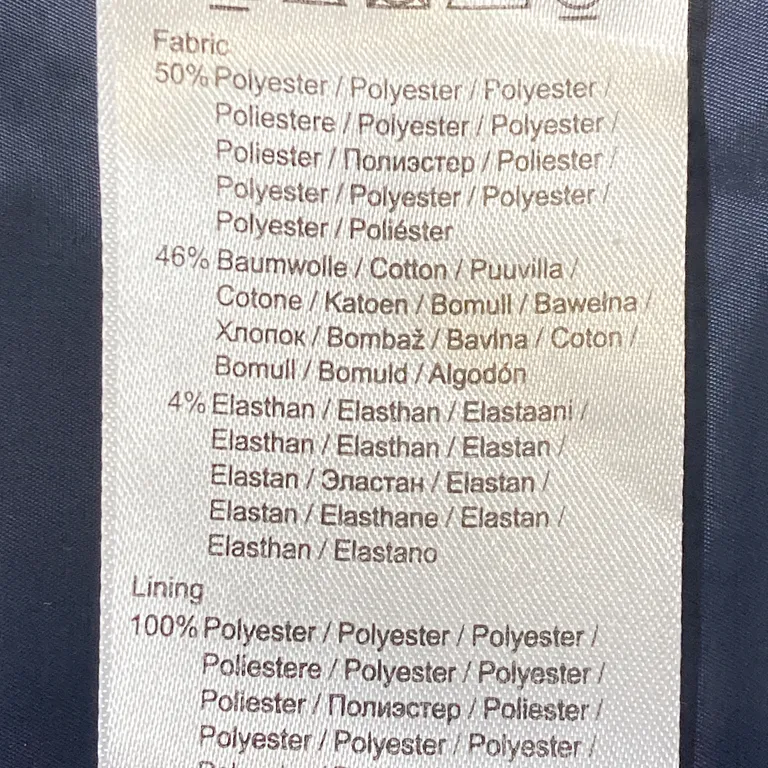 Fabric
50% Polyester / Polyester / Polyester /
Poliestere / Polyester / Polyester /
Poliester / Полиэстер / Poliester /
Polyester / Polyester / Polyester /
Polyester / Poliéster
46% Baumwolle / Cotton / Puuvilla /
Cotone / Katoen / Bomull / Bawełna /
Хлопок / Bombaž / Bavlna / Coton /
Bomull / Bomuld / Algodón
4% Elasthan / Elasthan / Elastaani /
Elasthan / Elasthan / Elastan /
Elastan / Эластан / Elastan /
Elastan / Elasthane / Elastan /
Elasthan / Elastano
Lining
100% Polyester / Polyester / Polyester /
Poliestere / Polyester / Polyester /
Poliester / Полиэстер / Poliester /
Polyester / Polyester / Polyester /